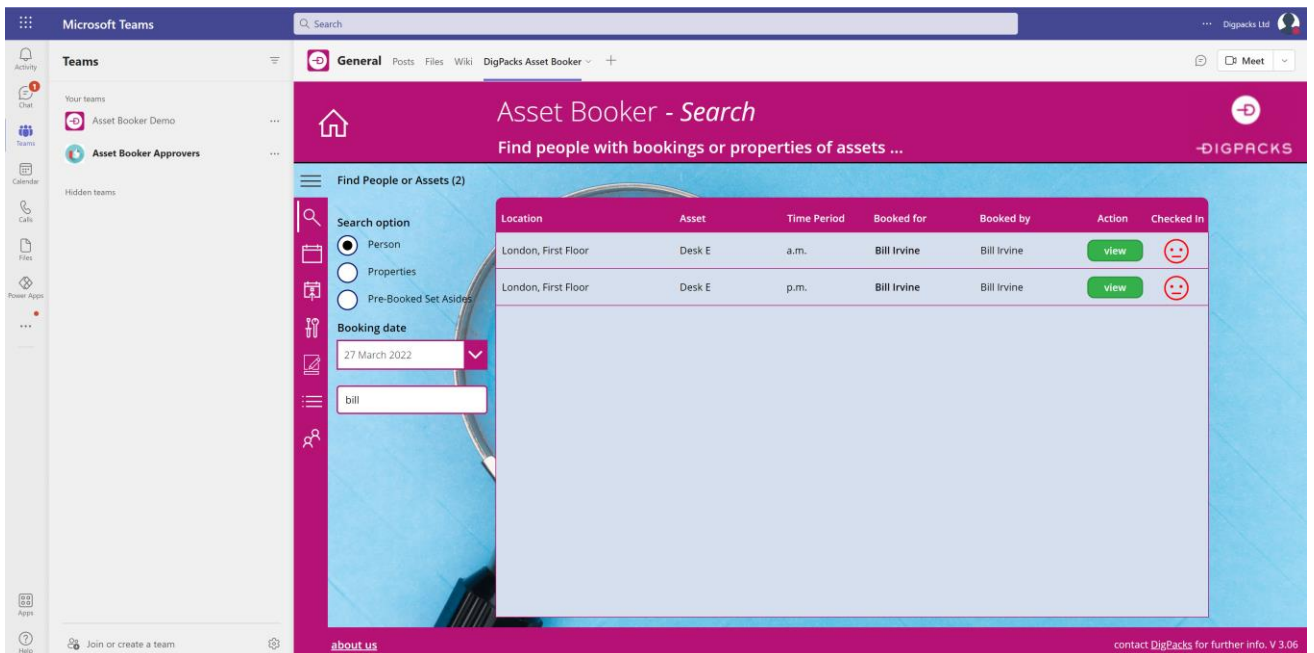 Microsoft Teams
Search
Digpacks Ltd
Activity
Chat
1
Teams
Calendar
Calls
Files
Power Apps
Apps
Help
Teams
Your teams
Asset Booker Demo
Asset Booker Approvers
Hidden teams
Join or create a team
General Posts Files Wiki DigPacks Asset Booker
Meet
Asset Booker - Search
Find people with bookings or properties of assets ...
DIGPACKS
Find People or Assets (2)
Search option
Person
Properties
Pre-Booked Set Asides
Booking date
27 March 2022
bill
Location Asset Time Period Booked for Booked by Action Checked In
London, First Floor Desk E a.m. Bill Irvine Bill Irvine view
London, First Floor Desk E p.m. Bill Irvine Bill Irvine view
about us
contact DigPacks for further info. V 3.06